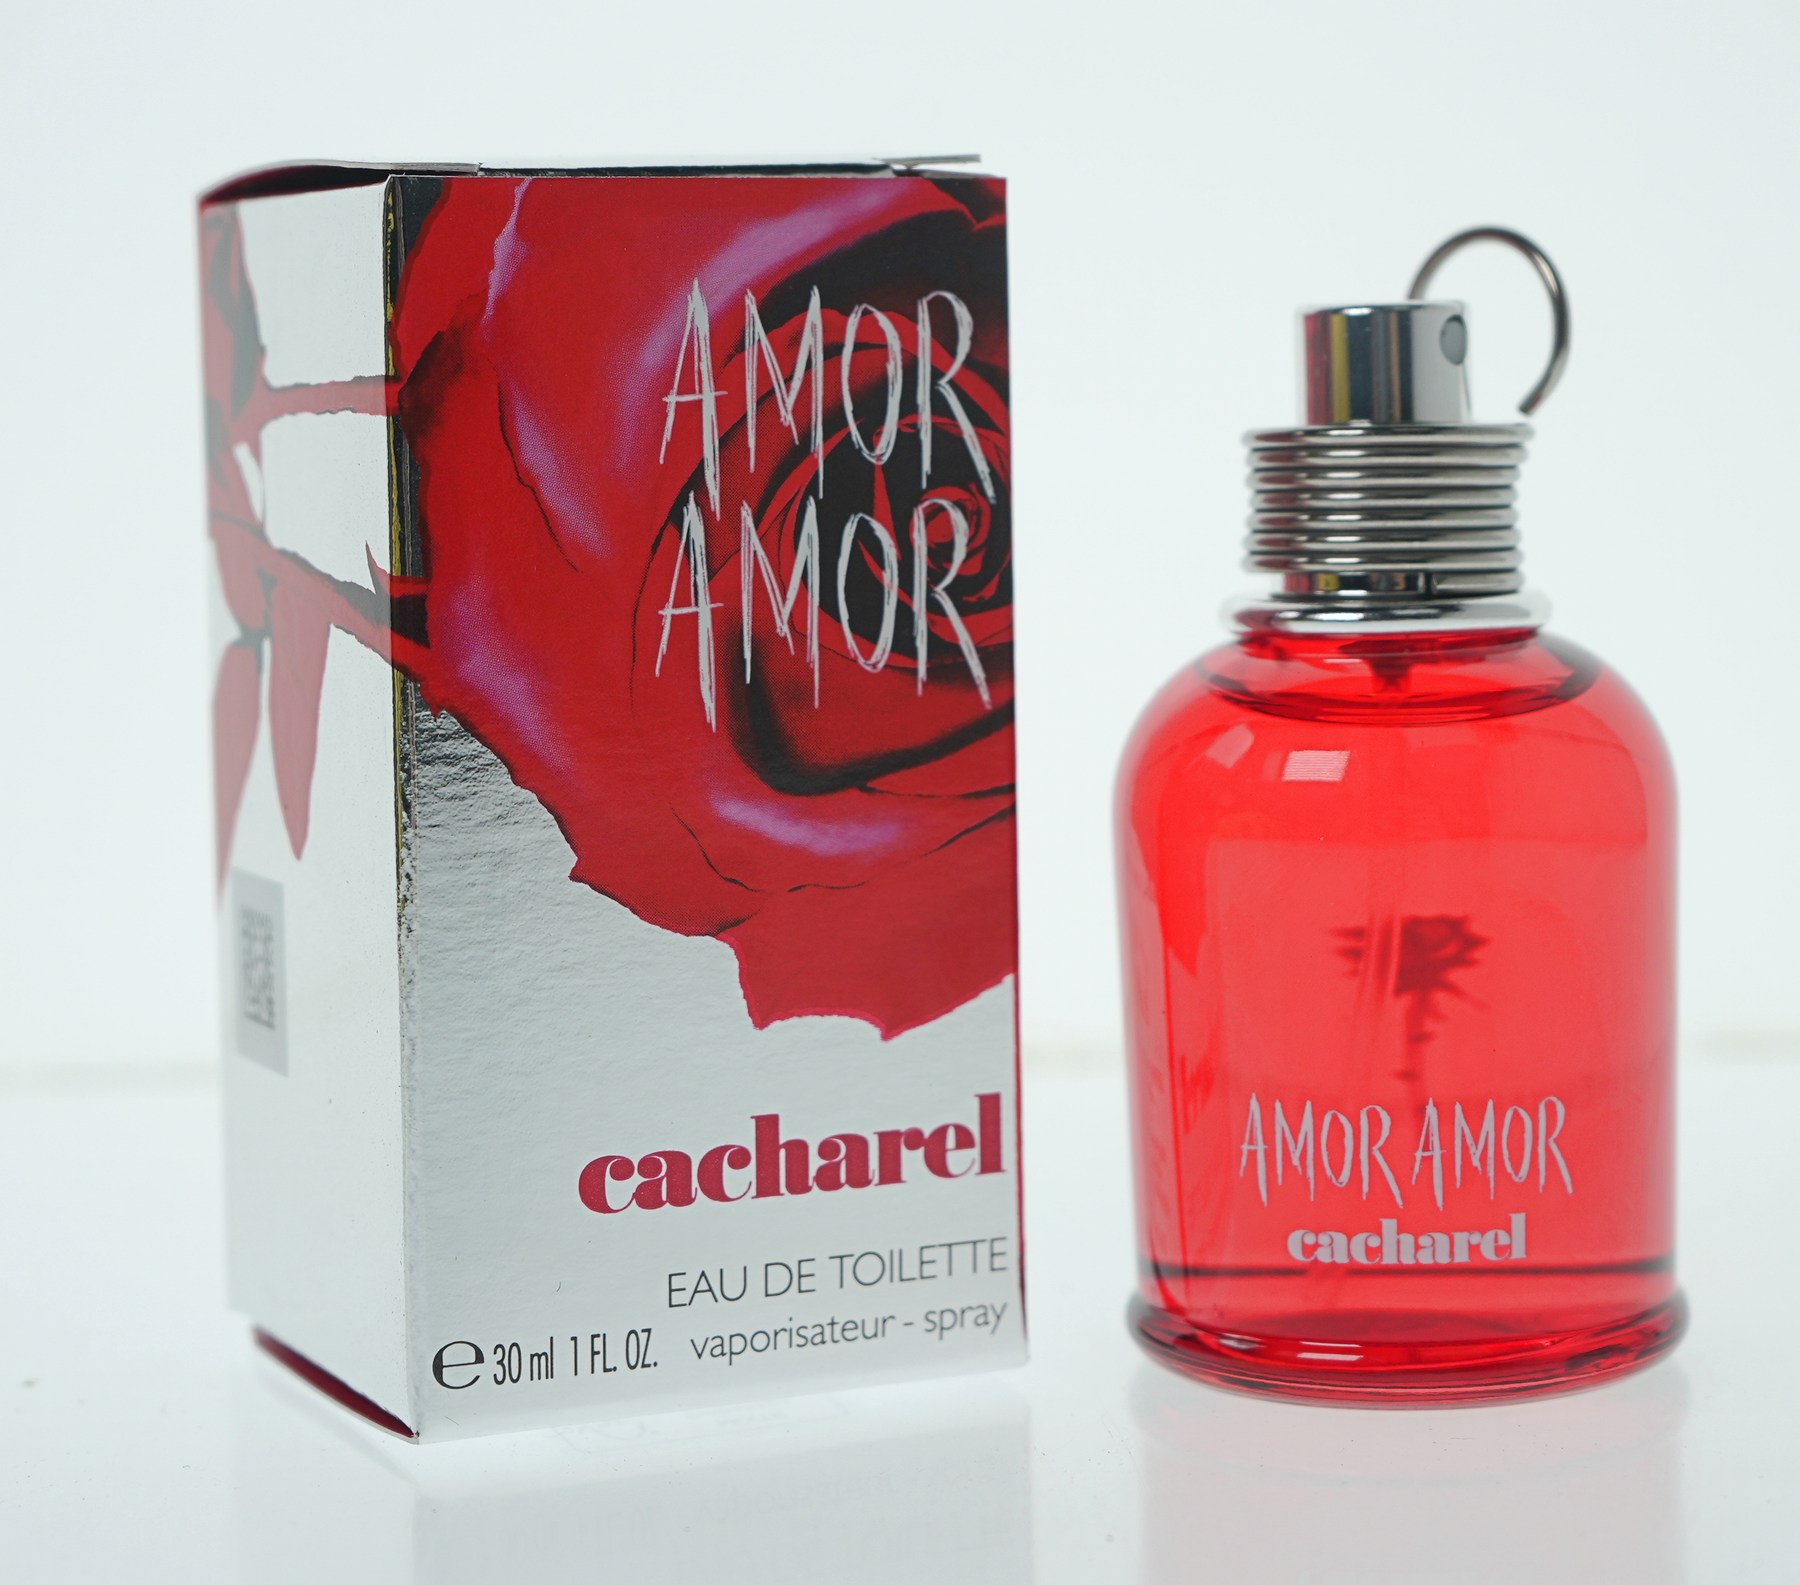 AMOR
AMOR
cacharel
EAU DE TOILETTE
℮ 30 ml 1 FL. OZ. vaporisateur - spray
AMOR AMOR
cacharel